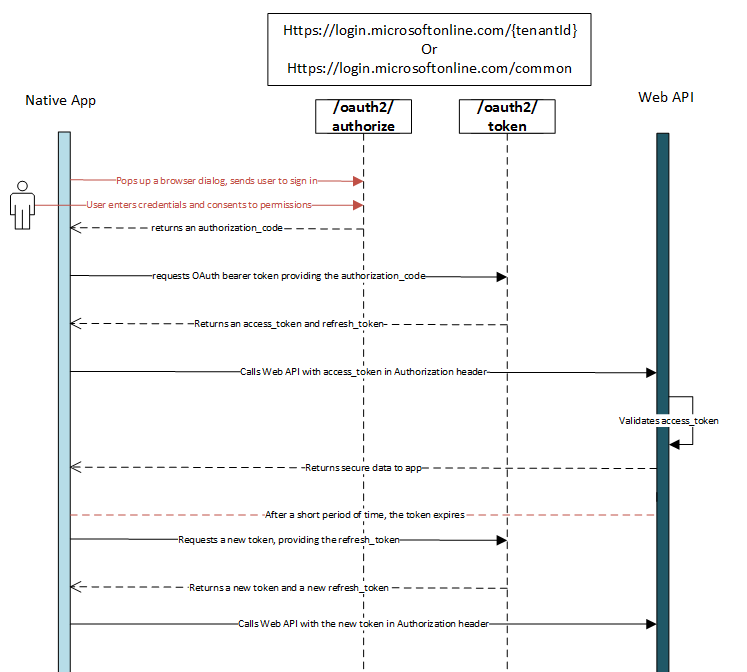 Https://login.microsoftonline.com/{tenantId}
Or
Https://login.microsoftonline.com/common
Native App
Web API
/oauth2/
authorize
/oauth2/
token
Pops up a browser dialog, sends user to sign in
User enters credentials and consents to permissions
returns an authorization_code
requests OAuth bearer token providing the authorization_code
Returns an access_token and refresh_token
Calls Web API with access_token in Authorization header
Validates access_token
Returns secure data to app
After a short period of time, the token expires
Requests a new token, providing the refresh_token
Returns a new token and a new refresh_token
Calls Web API with the new token in Authorization header